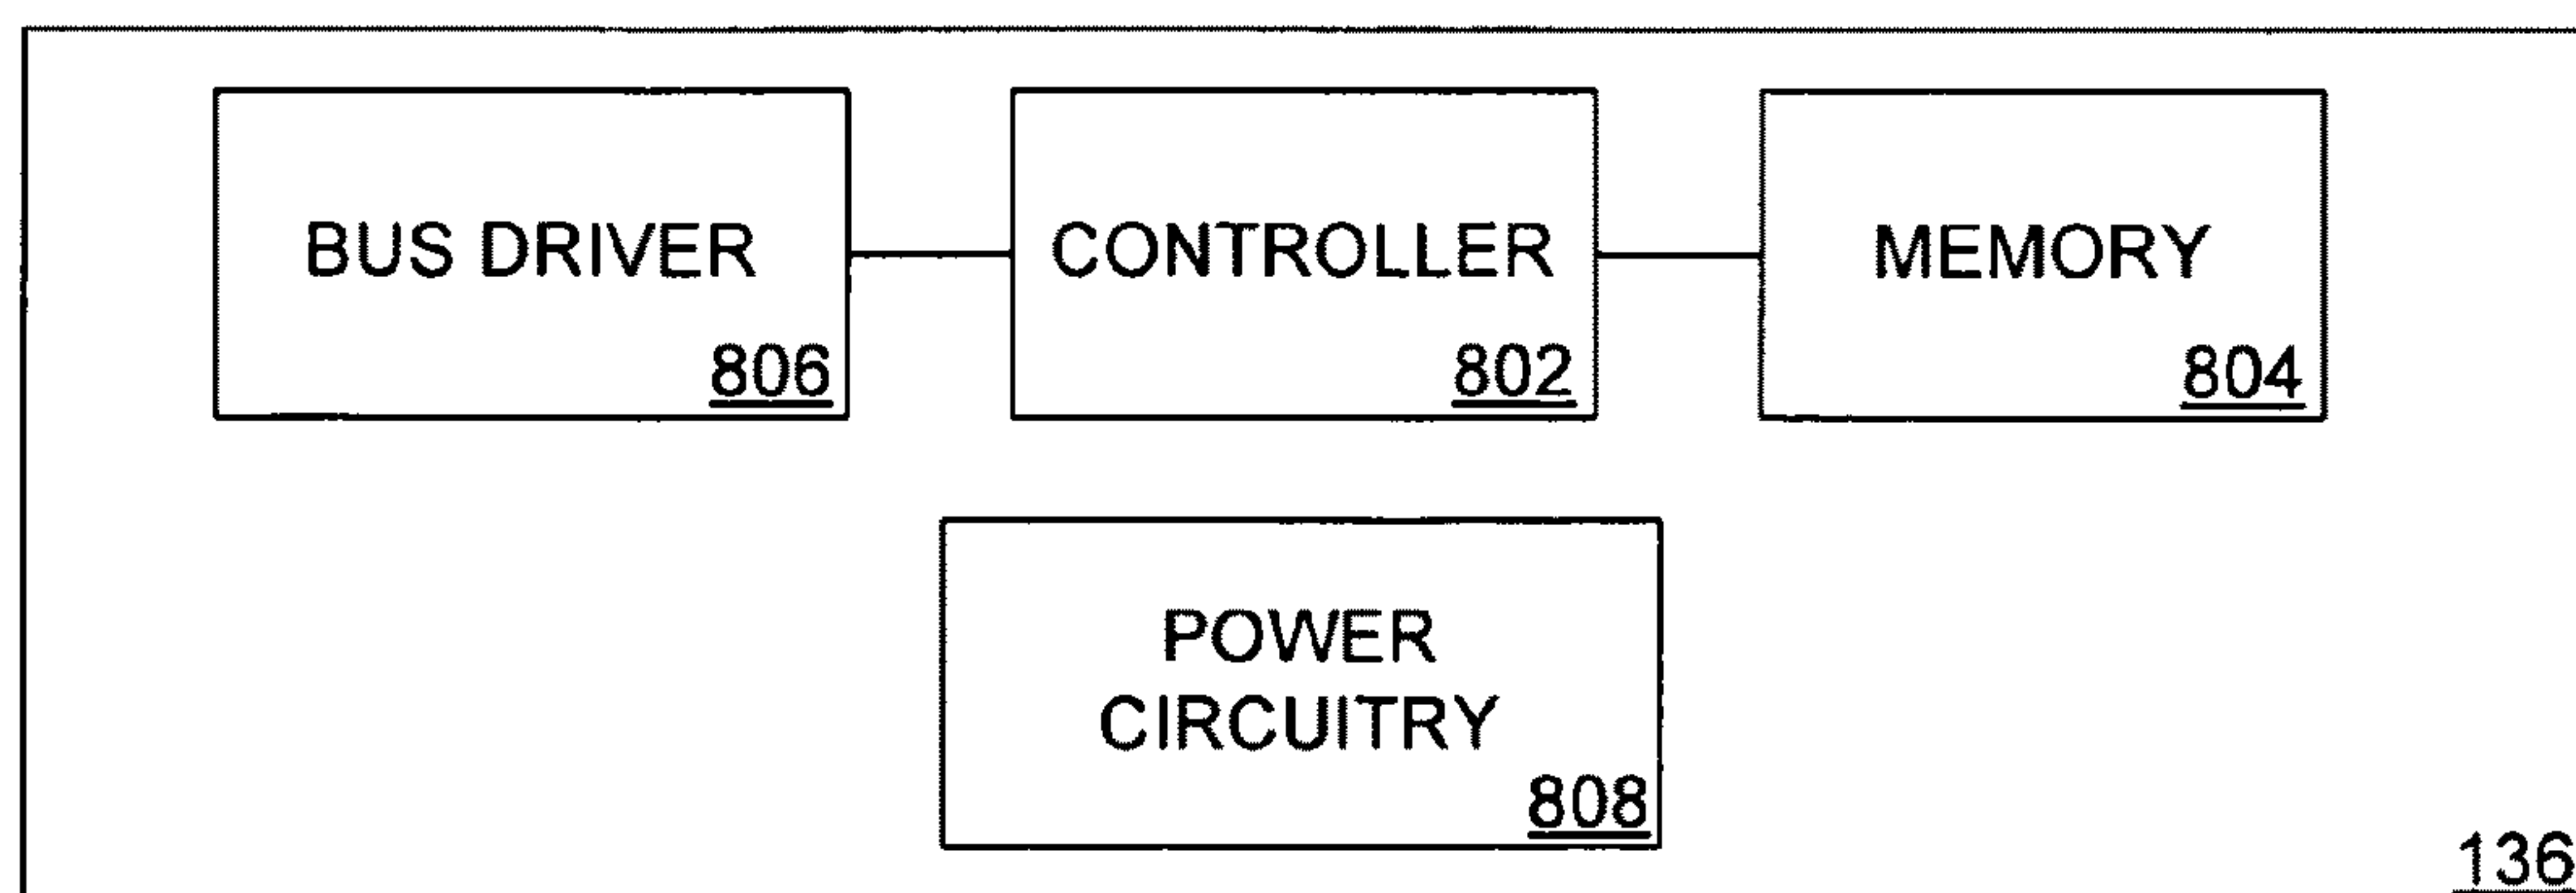 BUS DRIVER
806
CONTROLLER
802
MEMORY
804
POWER
CIRCUITRY
808
136